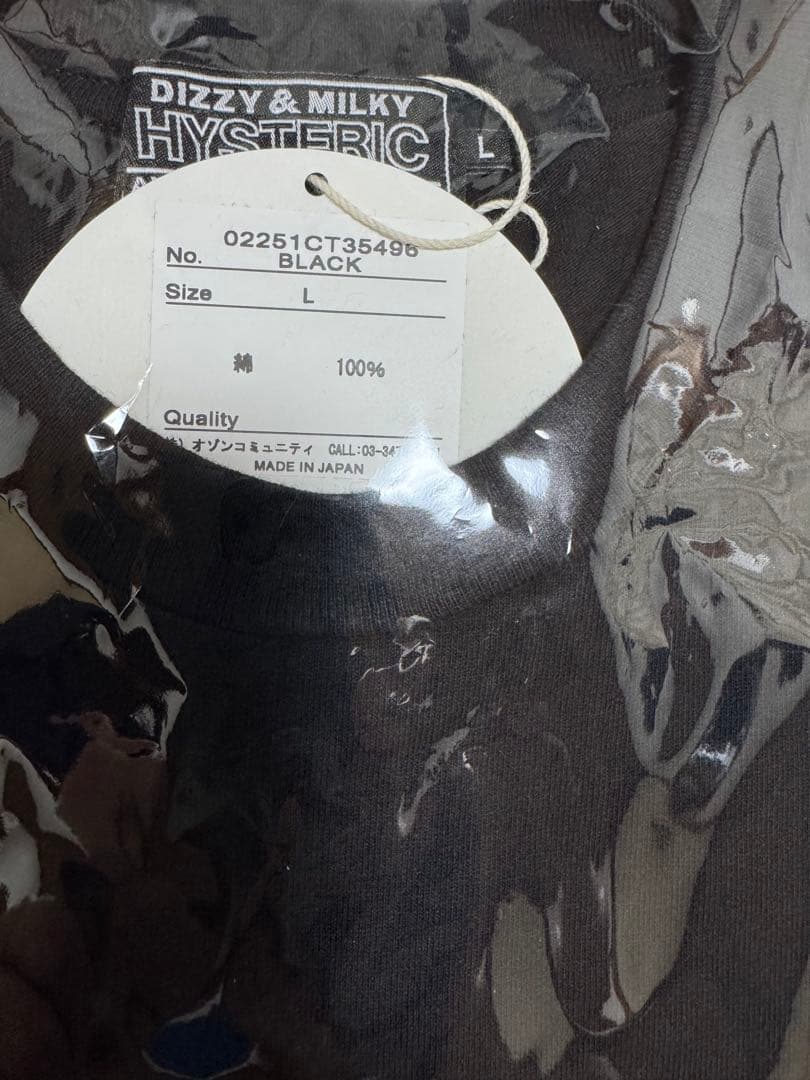 DIZZY & MILKY
HYSTERIC
L
02251CT35496
No. BLACK
Size L
綿 100%
Quality
オゾンコミュニティ CALL:03-347
MADE IN JAPAN